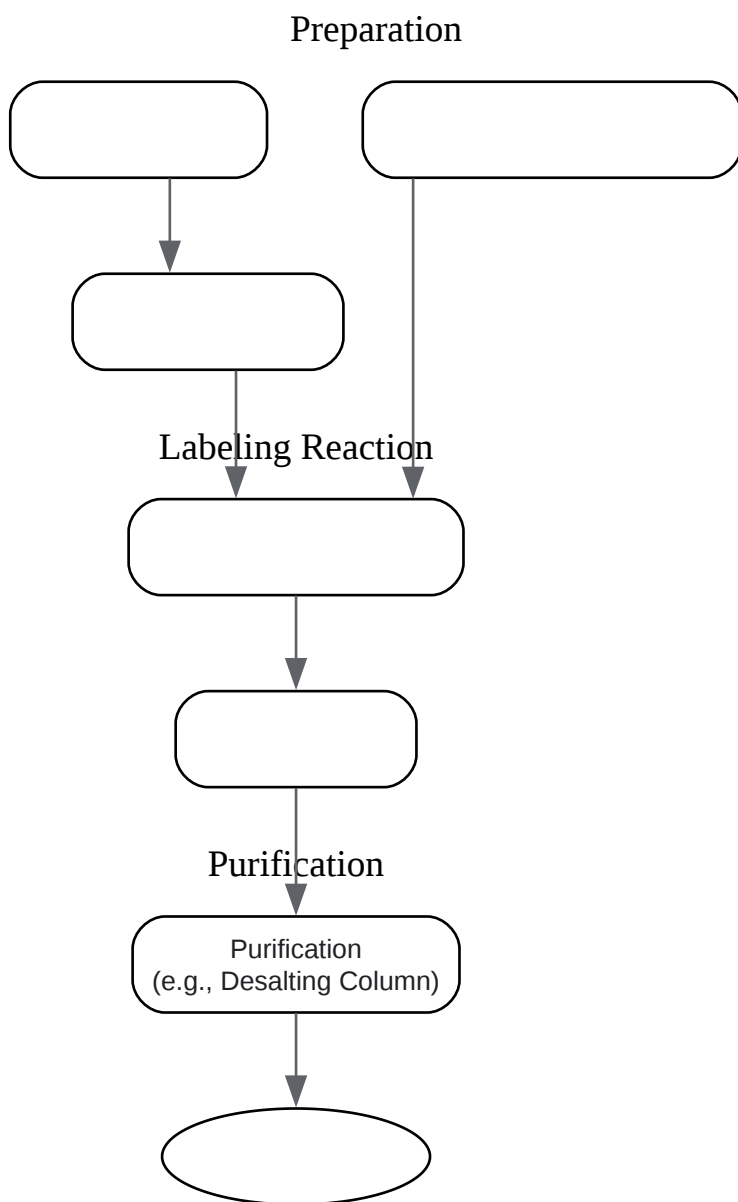 Preparation
Labeling Reaction
Purification
Purification
(e.g., Desalting Column)